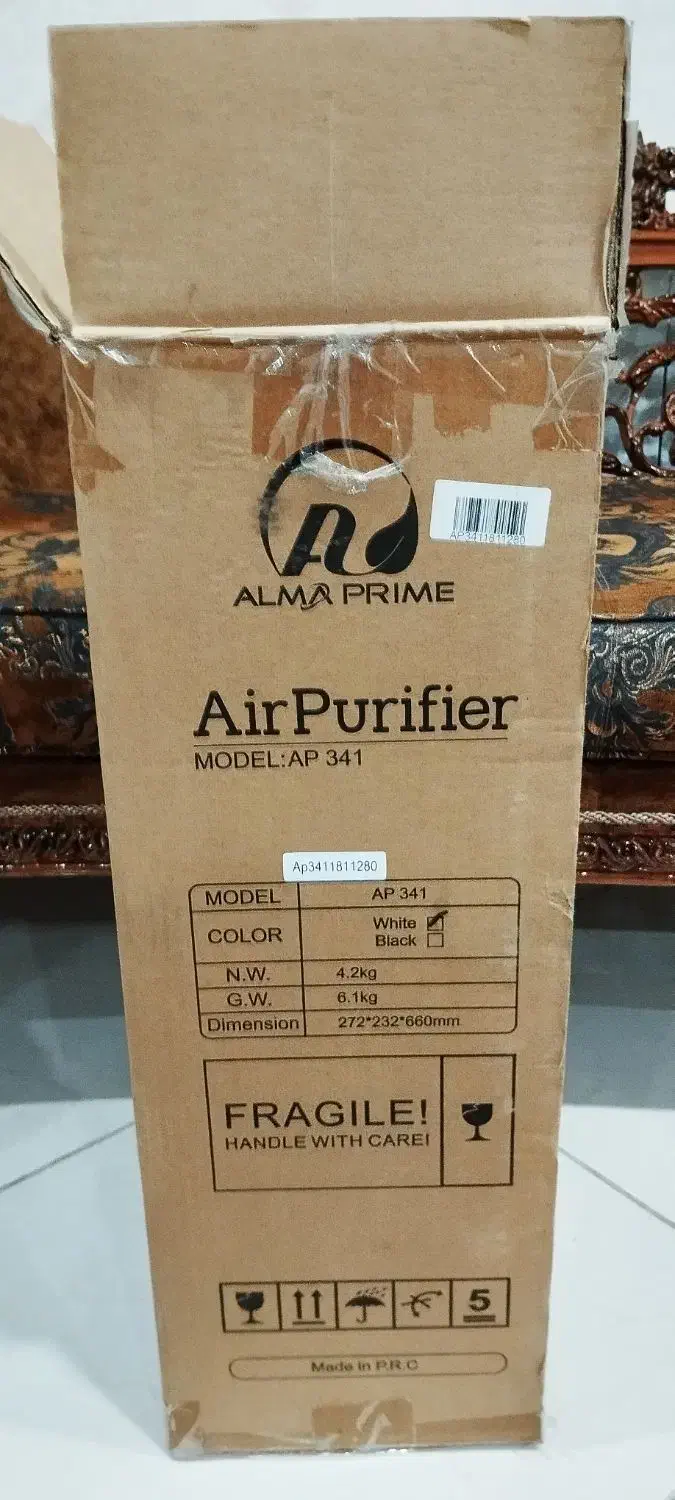 AP3411811280
ALMA PRIME
AirPurifier
MODEL:AP 341
Ap3411811280
MODEL AP 341
COLOR White
Black
N.W. 4.2kg
G.W. 6.1kg
Dimension 272*232*660mm
FRAGILE!
HANDLE WITH CARE!
5
Made in P.R.C